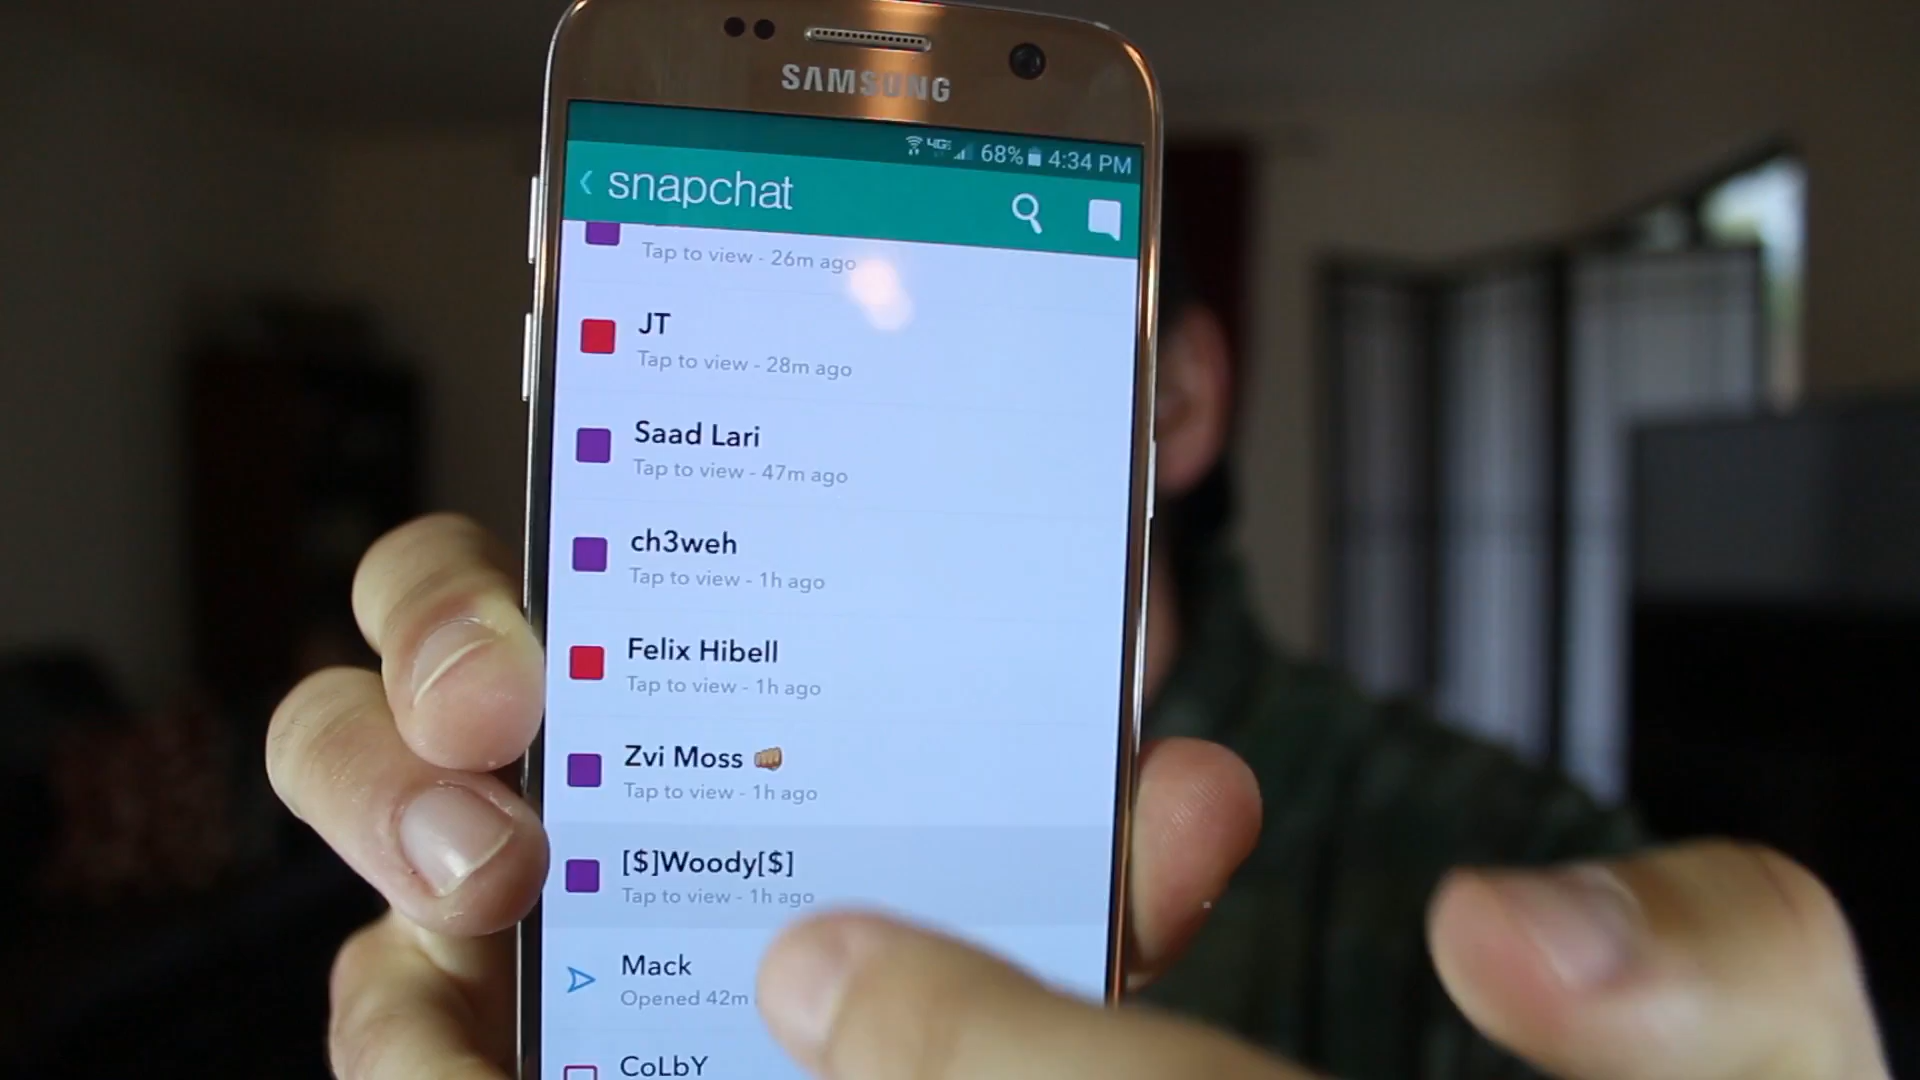 SAMSUNG
4G 68% 4:34 PM
snapchat
Tap to view - 26m ago
JT
Tap to view - 28m ago
Saad Lari
Tap to view - 47m ago
ch3weh
Tap to view - 1h ago
Felix Hibell
Tap to view - 1h ago
Zvi Moss 👊
Tap to view - 1h ago
[$]Woody[$]
Tap to view - 1h ago
Mack
Opened 42m
CoLbY